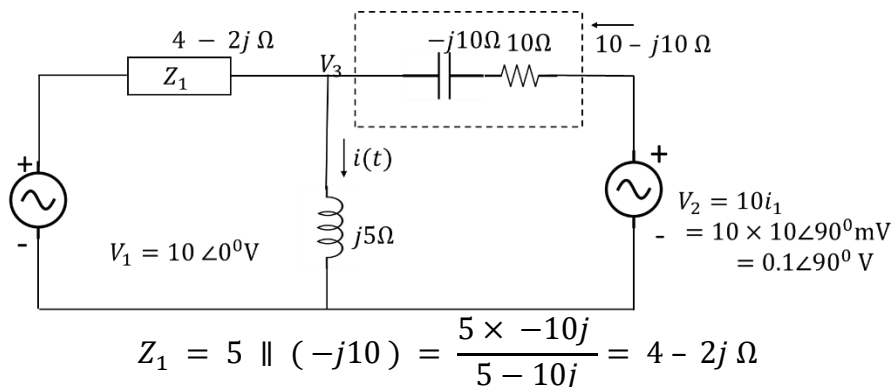 4 − 2j Ω
−j10Ω 10Ω
10 − j10 Ω
Z₁
V₃
i(t)
+
-
+
-
j5Ω
V₁ = 10 ∠0⁰V
V₂ = 10i₁
= 10 × 10∠90⁰mV
= 0.1∠90⁰ V
Z₁ = 5 ∥ (−j10) = (5 × −10j)/(5 − 10j) = 4 − 2j Ω